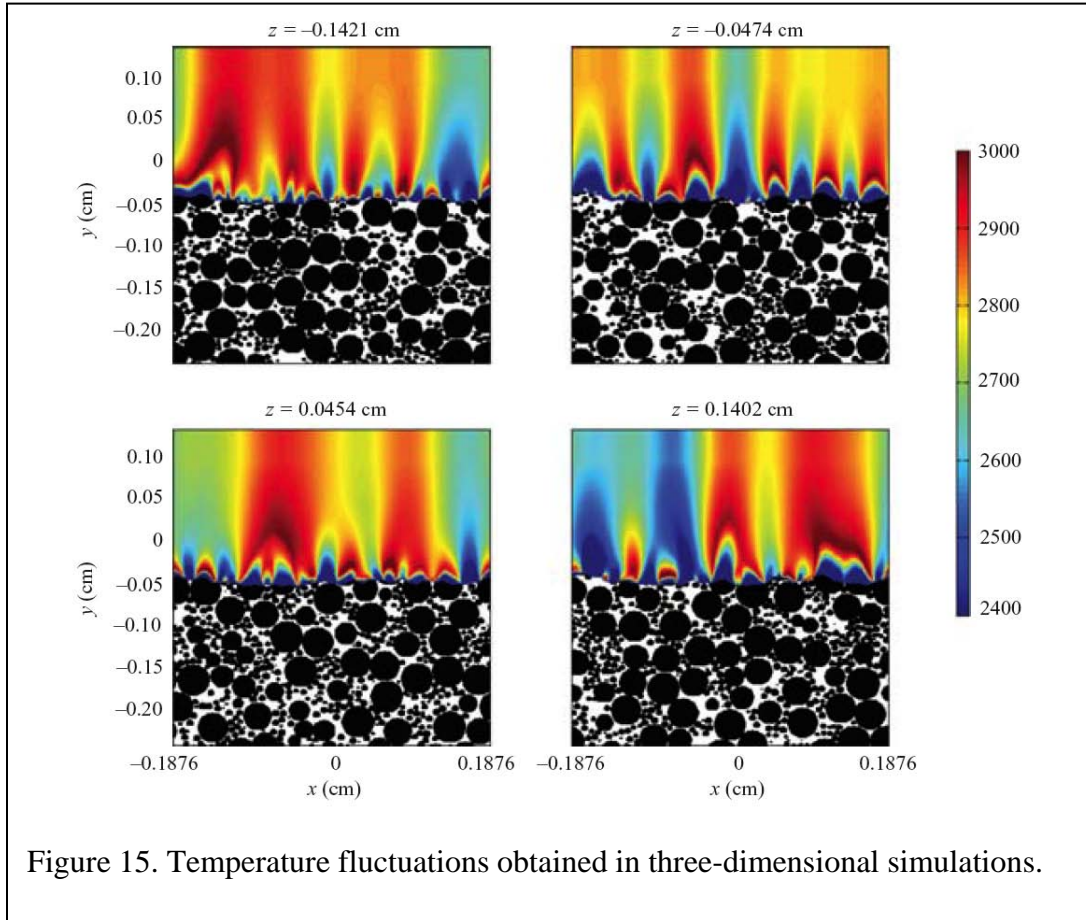 z = –0.1421 cm
z = –0.0474 cm
0.10
0.05
0
–0.05
–0.10
–0.15
–0.20
y (cm)
3000
2900
2800
2700
2600
2500
2400
z = 0.0454 cm
z = 0.1402 cm
0.10
0.05
0
–0.05
–0.10
–0.15
–0.20
y (cm)
–0.1876 0 0.1876
x (cm)
–0.1876 0 0.1876
x (cm)
Figure 15. Temperature fluctuations obtained in three-dimensional simulations.